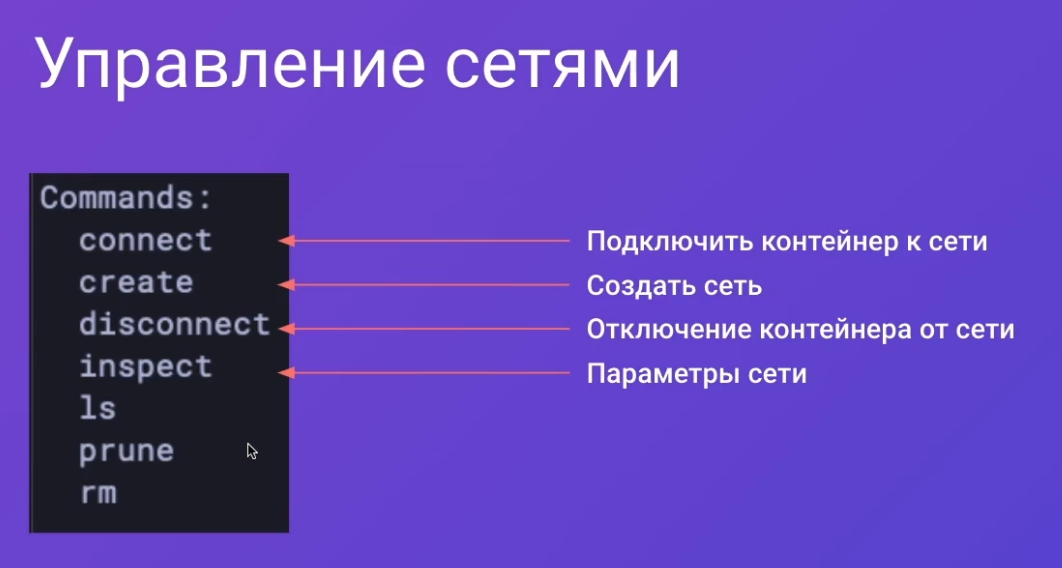 Управление сетями
Commands:
connect
Подключить контейнер к сети
create
Создать сеть
disconnect
Отключение контейнера от сети
inspect
Параметры сети
ls
prune
rm